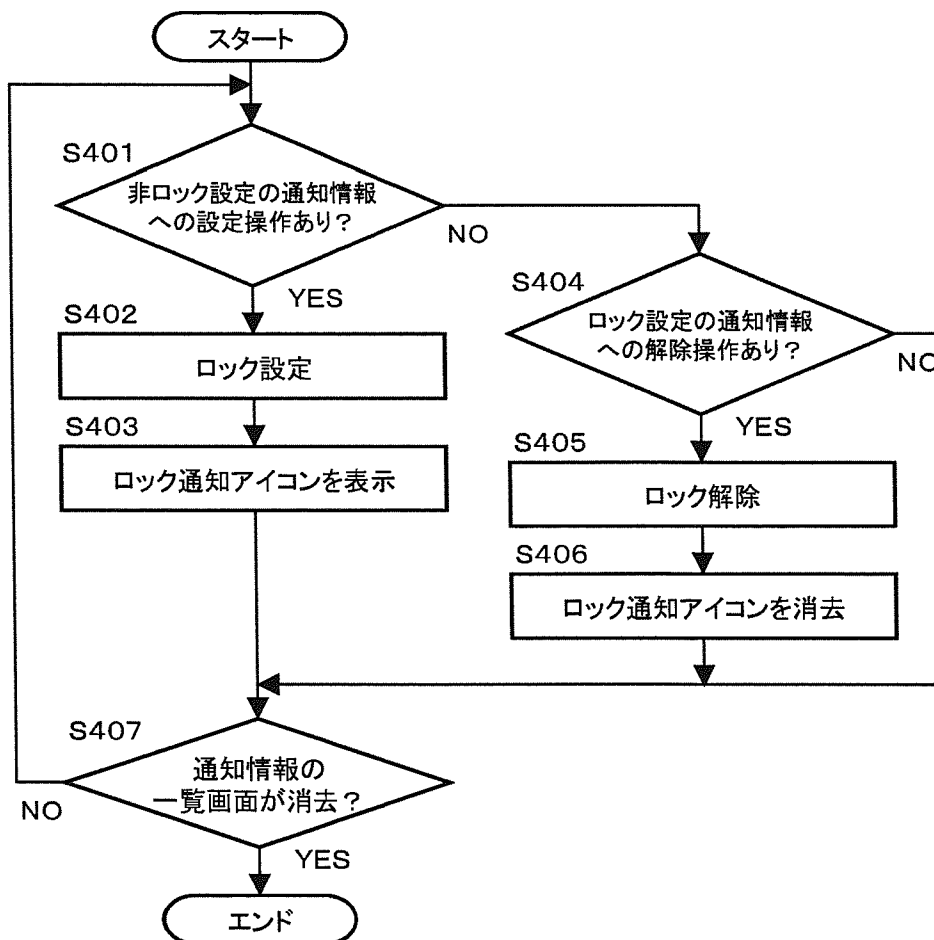 スタート
S401
非ロック設定の通知情報
への設定操作あり？
NO
YES
S402
ロック設定
S403
ロック通知アイコンを表示
S404
ロック設定の通知情報
への解除操作あり？
NO
YES
S405
ロック解除
S406
ロック通知アイコンを消去
S407
通知情報の
一覧画面が消去？
NO
YES
エンド